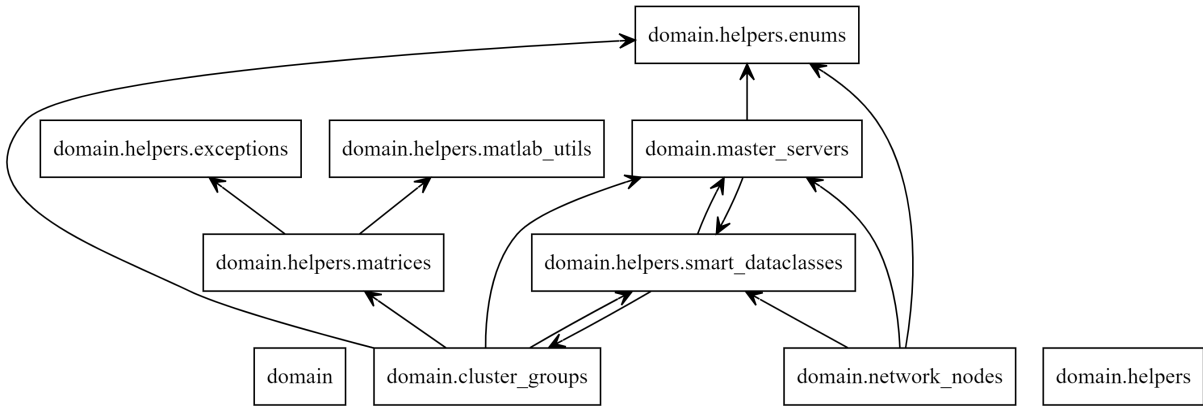 domain.helpers.enums
domain.helpers.exceptions
domain.helpers.matlab_utils
domain.master_servers
domain.helpers.matrices
domain.helpers.smart_dataclasses
domain
domain.cluster_groups
domain.network_nodes
domain.helpers